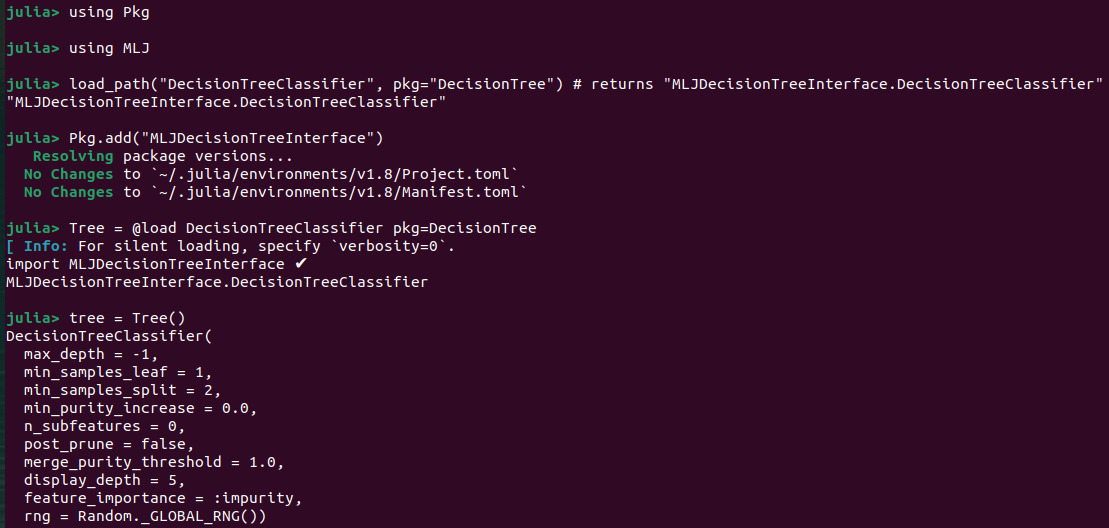 julia> using Pkg
julia> using MLJ
julia> load_path("DecisionTreeClassifier", pkg="DecisionTree") # returns "MLJDecisionTreeInterface.DecisionTreeClassifier"
"MLJDecisionTreeInterface.DecisionTreeClassifier"
julia> Pkg.add("MLJDecisionTreeInterface")
   Resolving package versions...
  No Changes to `~/.julia/environments/v1.8/Project.toml`
  No Changes to `~/.julia/environments/v1.8/Manifest.toml`
julia> Tree = @load DecisionTreeClassifier pkg=DecisionTree
[ Info: For silent loading, specify `verbosity=0`.
import MLJDecisionTreeInterface ✔
MLJDecisionTreeInterface.DecisionTreeClassifier
julia> tree = Tree()
DecisionTreeClassifier(
  max_depth = -1,
  min_samples_leaf = 1,
  min_samples_split = 2,
  min_purity_increase = 0.0,
  n_subfeatures = 0,
  post_prune = false,
  merge_purity_threshold = 1.0,
  display_depth = 5,
  feature_importance = :impurity,
  rng = Random._GLOBAL_RNG())